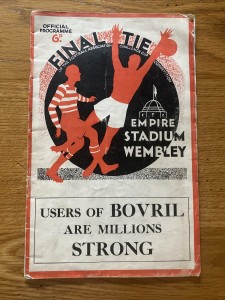 OFFICIAL
PROGRAMME
6D
FINAL TIE
EMPIRE
STADIUM
WEMBLEY
USERS OF BOVRIL
ARE MILLIONS
STRONG